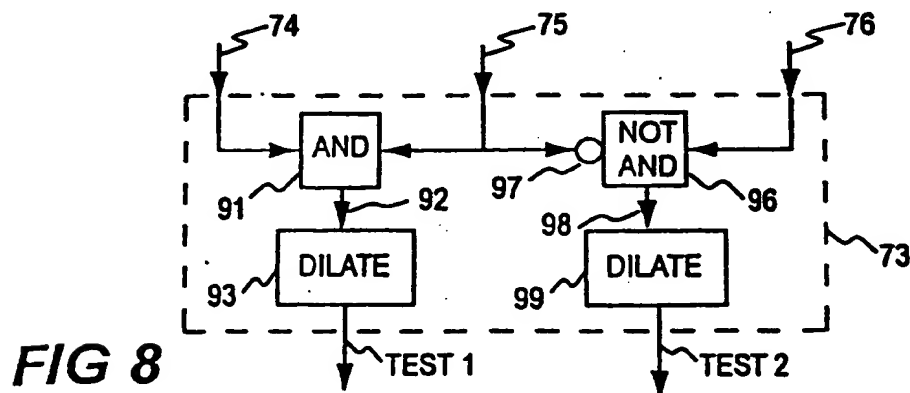 74 75 76
AND NOT AND
91 92 97 98 96
DILATE DILATE 73
93 99
TEST 1 TEST 2
FIG 8